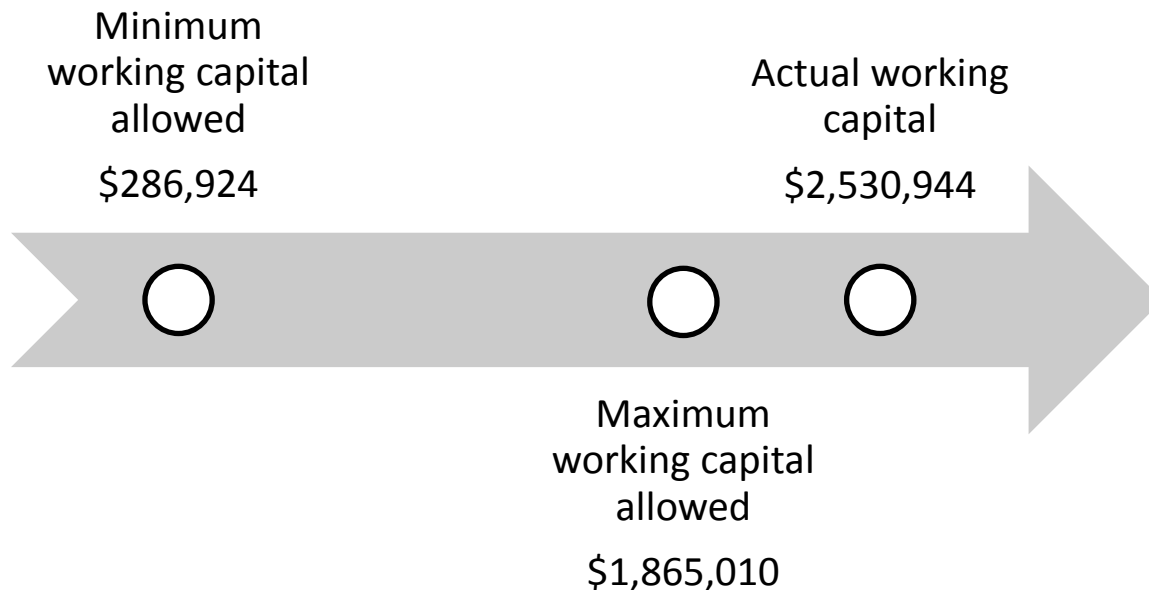 Minimum
working capital
allowed
$286,924
Actual working
capital
$2,530,944
Maximum
working capital
allowed
$1,865,010